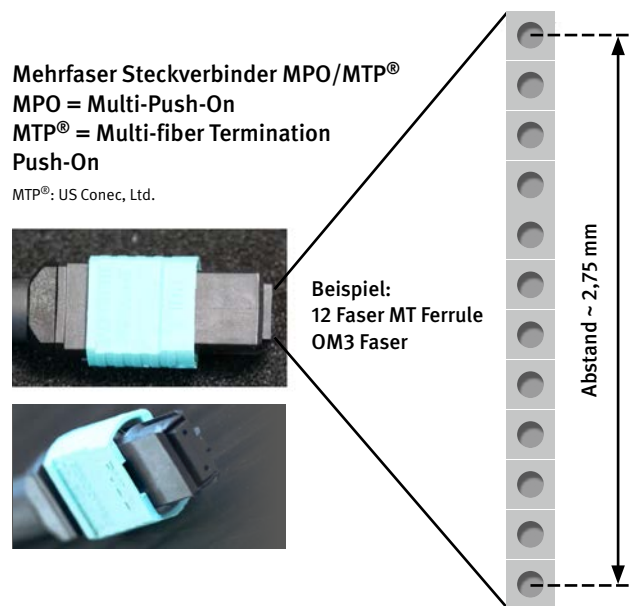 Mehrfaser Steckverbinder MPO/MTP®
MPO = Multi-Push-On
MTP® = Multi-fiber Termination
Push-On
MTP®: US Conec, Ltd.
Beispiel:
12 Faser MT Ferrule
OM3 Faser
Abstand ~ 2,75 mm